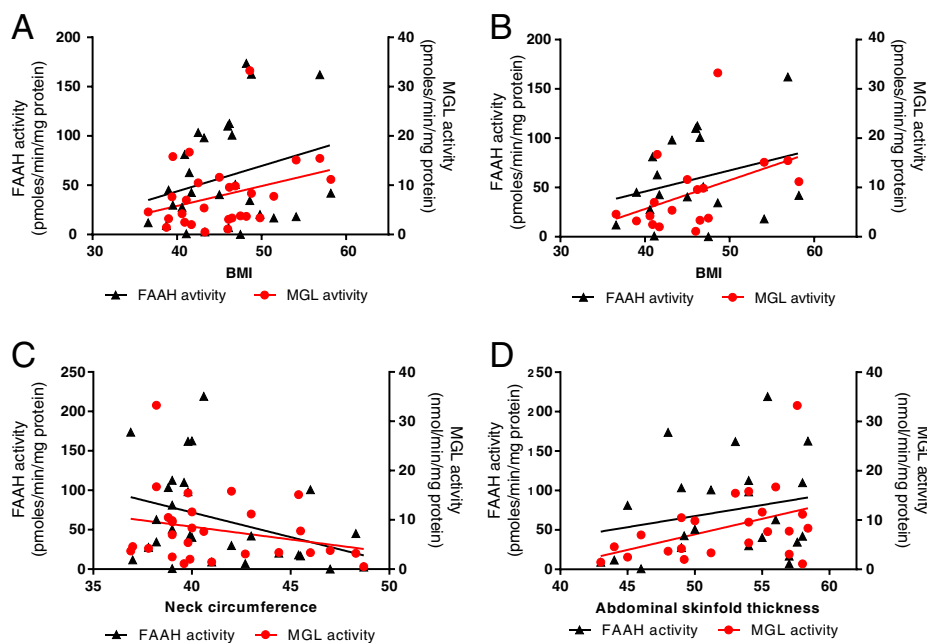 A
B
200
150
100
50
0
30
40
50
60
40
30
20
10
0
FAAH activity
(pmoles/min/mg protein)
MGL activity
(pmoles/min/mg protein)
BMI
FAAH avtivity
MGL avtivity
200
150
100
50
0
30
40
50
60
40
30
20
10
0
FAAH activity
(pmoles/min/mg protein)
MGL activity
(pmoles/min/mg protein)
BMI
FAAH avtivity
MGL avtivity
C
D
250
200
150
100
50
0
35
40
45
50
40
30
20
10
0
FAAH activity
(pmoles/min/mg protein)
MGL activity
(nmol/min/mg protein)
Neck circumference
FAAH activity
MGL activity
250
200
150
100
50
0
40
45
50
55
60
40
30
20
10
0
FAAH activity
(pmoles/min/mg protein)
MGL activity
(nmol/min/mg protein)
Abdominal skinfold thickness
FAAH activity
MGL activity